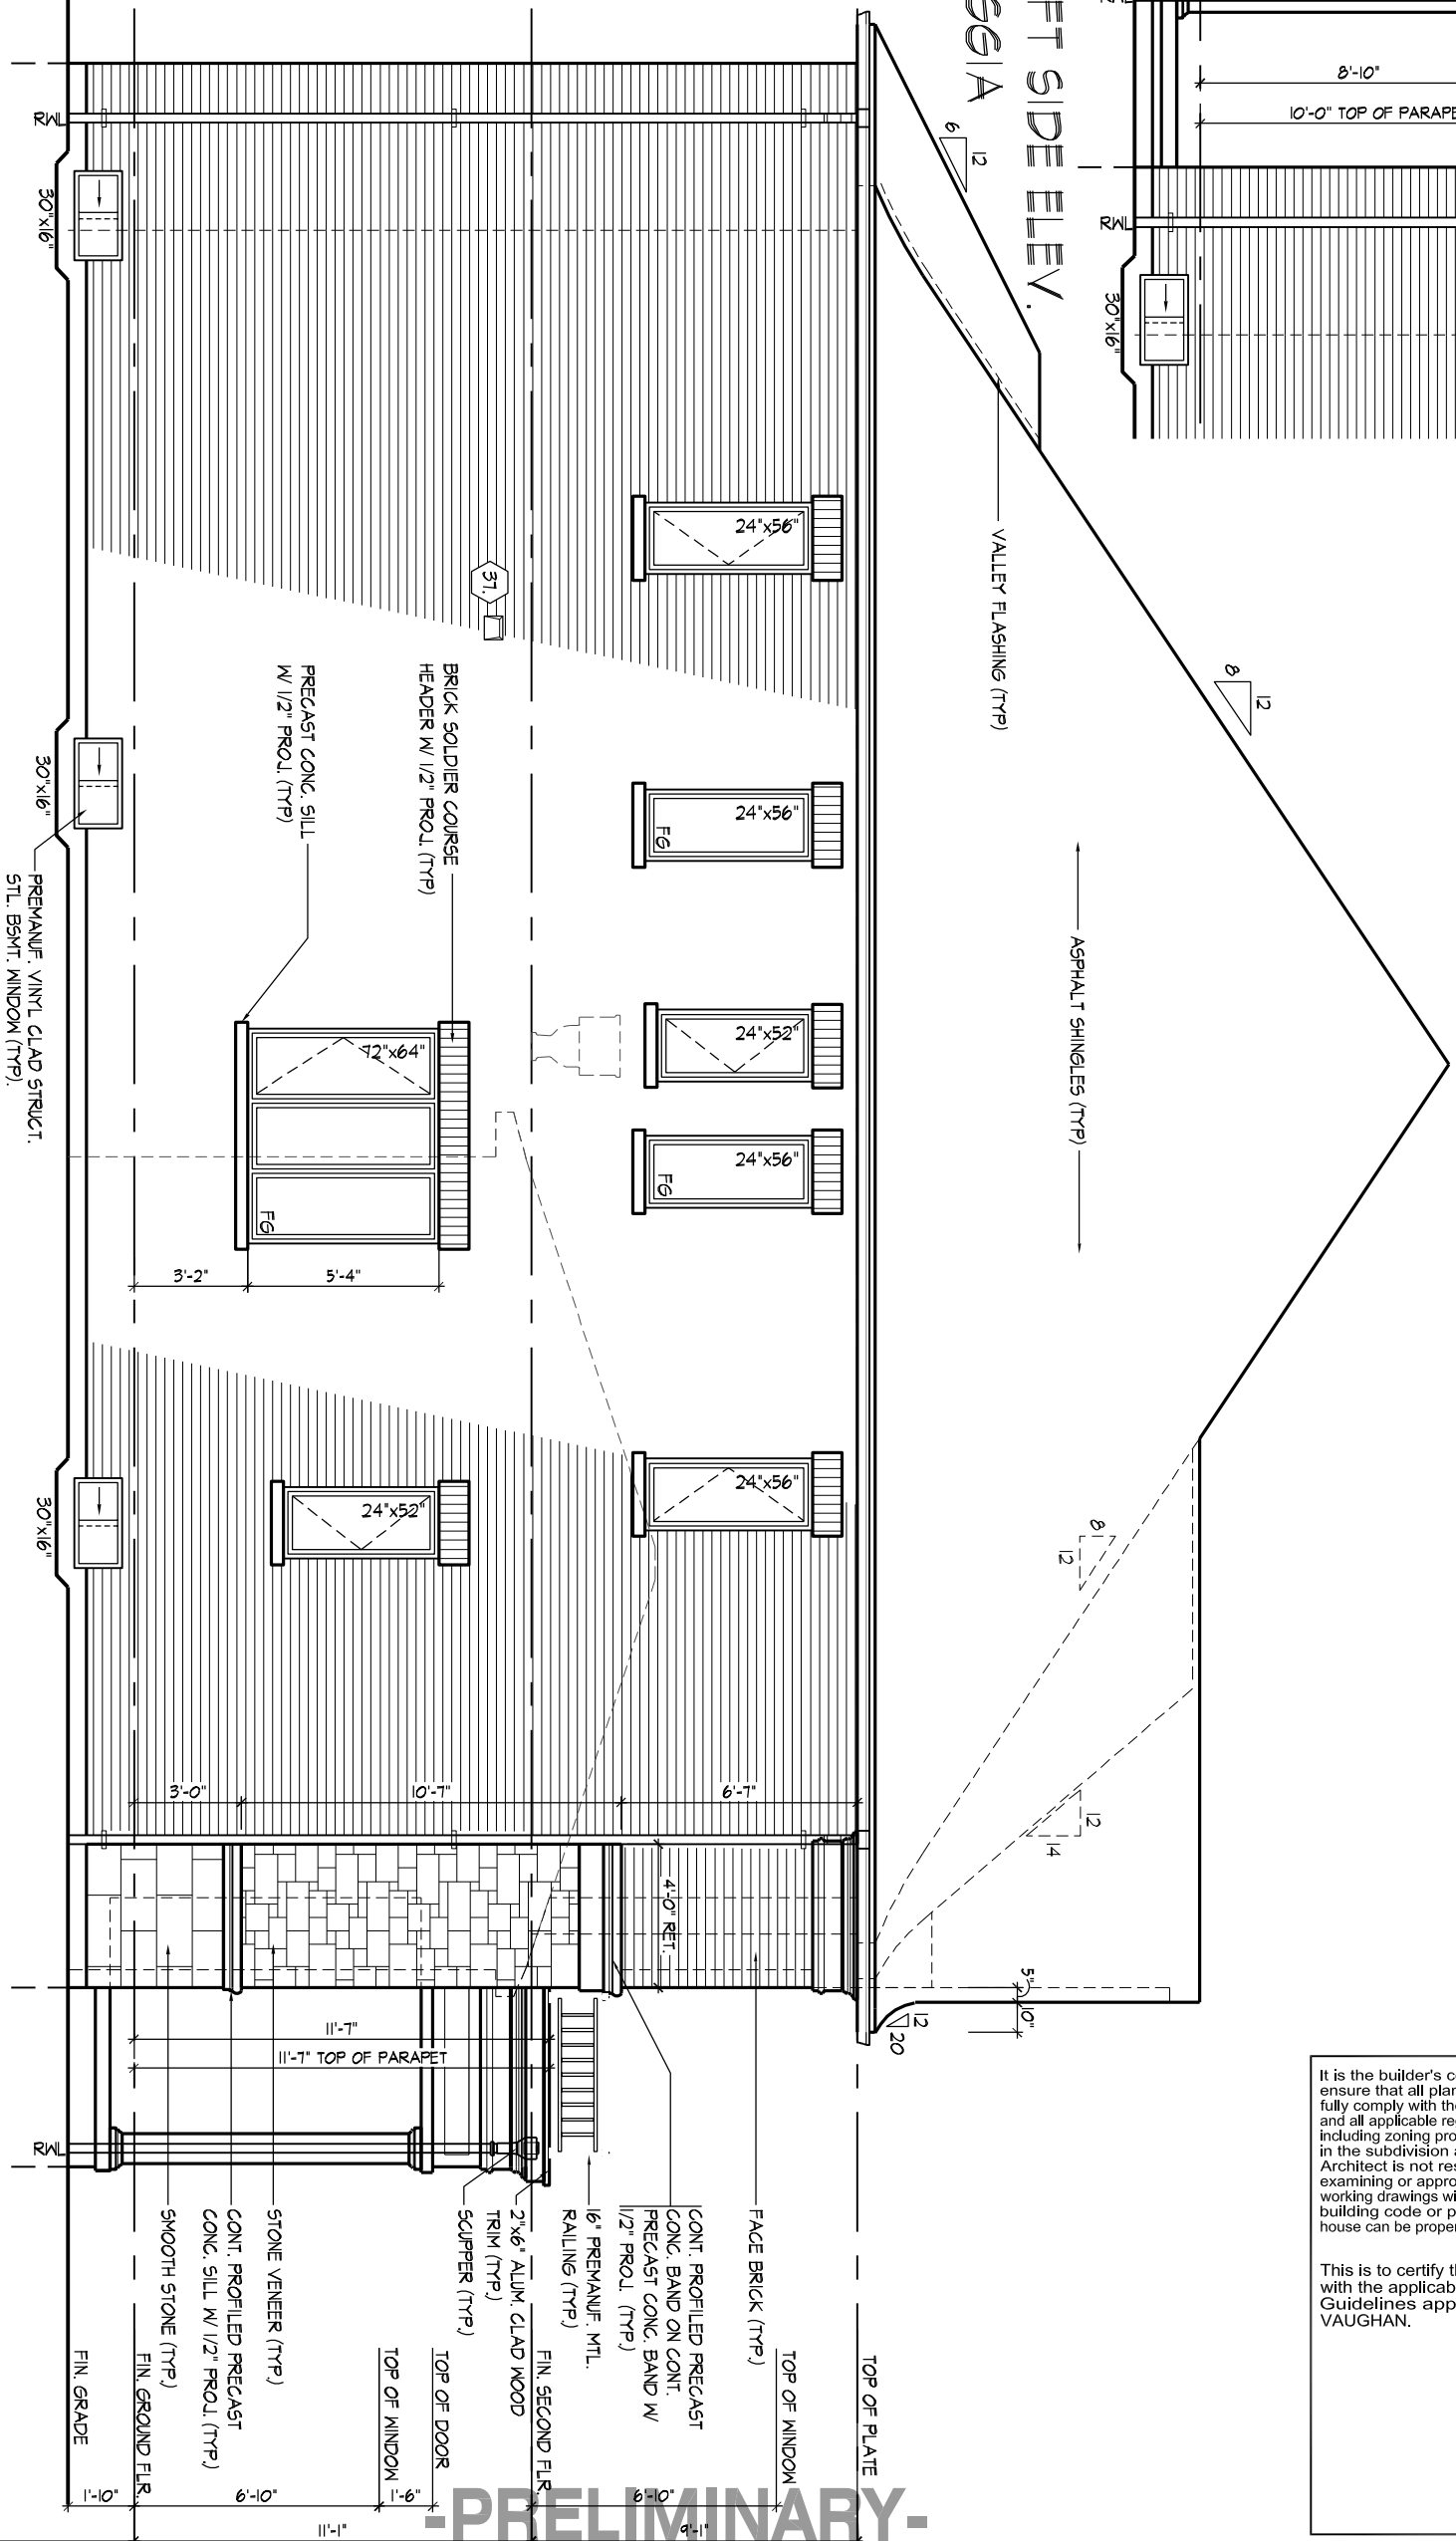 FT SIDE ELEV.
GGIA
8'-10"
10'-0" TOP OF PARAPE
RWL
30"x16"
6
12
8
12
VALLEY FLASHING (TYP)
ASPHALT SHINGLES (TYP)
8
12
12
14
5"
10"
12
20
RWL
30"x16"
24"x56"
37.
24"x56"
FG
24"x52"
24"x56"
FG
24"x56"
BRICK SOLDIER COURSE
HEADER W/ 1/2" PROJ. (TYP)
PRECAST CONC. SILL
W/ 1/2" PROJ. (TYP)
72"x64"
FG
3'-2"
5'-4"
24"x52"
30"x16"
PREMANUF. VINYL CLAD STRUCT.
STL. BSMT. WINDOW (TYP).
30"x16"
3'-0"
10'-7"
6'-7"
4'-0" RET.
11'-7"
11'-7" TOP OF PARAPET
RWL
TOP OF PLATE
TOP OF WINDOW
FACE BRICK (TYP.)
CONT. PROFILED PRECAST
CONC. BAND ON CONT.
PRECAST CONC. BAND W/
1/2" PROJ. (TYP.)
16" PREMANUF. MTL.
RAILING (TYP.)
FIN. SECOND FLR.
2"x6" ALUM. CLAD WOOD
TRIM (TYP.)
SCUPPER (TYP.)
TOP OF DOOR
TOP OF WINDOW
STONE VENEER (TYP.)
CONT. PROFILED PRECAST
CONC. SILL W/ 1/2" PROJ. (TYP.)
SMOOTH STONE (TYP.)
FIN. GROUND FLR.
FIN. GRADE
1'-10"
6'-10"
1'-6"
6'-10"
11'-1"
9'-1"
-PRELIMINARY-
It is the builder's c
ensure that all plan
fully comply with the
and all applicable re
including zoning pro
in the subdivision a
Architect is not res
examining or appro
working drawings wi
building code or p
house can be proper
This is to certify th
with the applicab
Guidelines app
VAUGHAN.